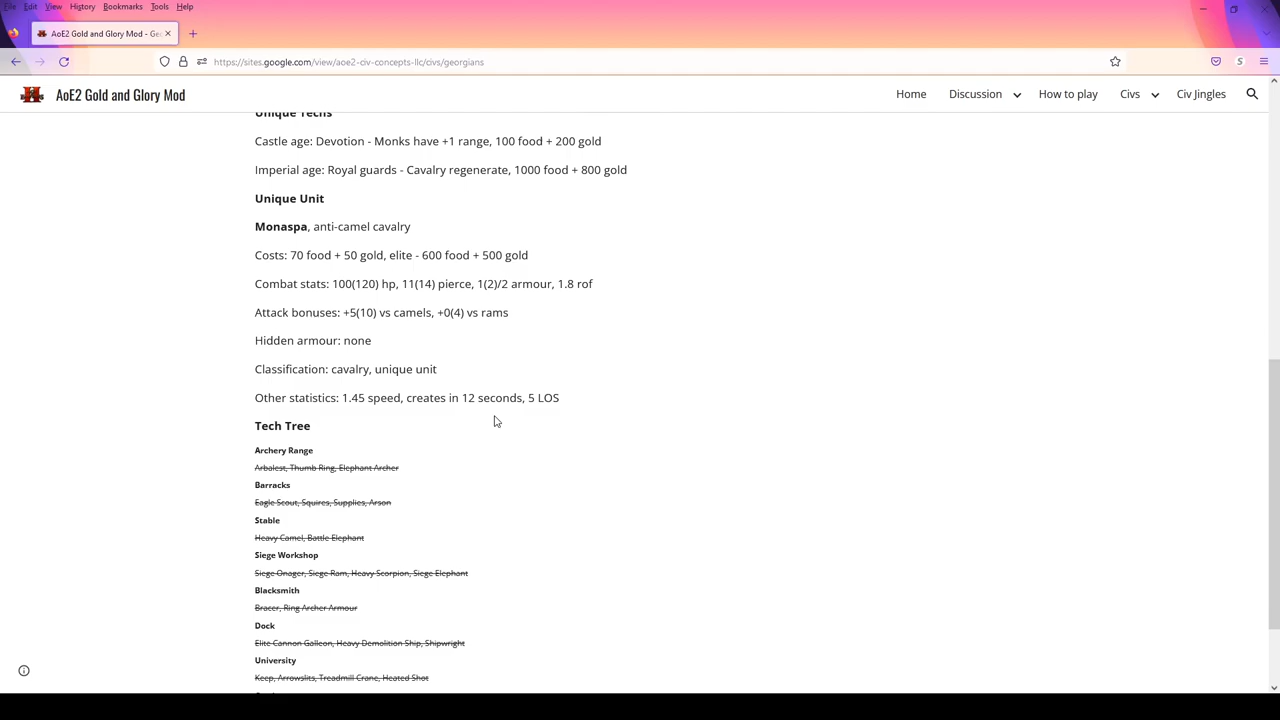 File Edit View History Bookmarks Tools Help
AoE2 Gold and Glory Mod - Geo
https://sites.google.com/view/aoe2-civ-concepts-llc/civs/georgians
AoE2 Gold and Glory Mod Home Discussion How to play Civs Civ Jingles
Unique Techs
Castle age: Devotion - Monks have +1 range, 100 food + 200 gold
Imperial age: Royal guards - Cavalry regenerate, 1000 food + 800 gold
Unique Unit
Monaspa, anti-camel cavalry
Costs: 70 food + 50 gold, elite - 600 food + 500 gold
Combat stats: 100(120) hp, 11(14) pierce, 1(2)/2 armour, 1.8 rof
Attack bonuses: +5(10) vs camels, +0(4) vs rams
Hidden armour: none
Classification: cavalry, unique unit
Other statistics: 1.45 speed, creates in 12 seconds, 5 LOS
Tech Tree
Archery Range
Arbalest, Thumb Ring, Elephant Archer
Barracks
Eagle Scout, Squires, Supplies, Arson
Stable
Heavy Camel, Battle Elephant
Siege Workshop
Siege Onager, Siege Ram, Heavy Scorpion, Siege Elephant
Blacksmith
Bracer, Ring Archer Armour
Dock
Elite Cannon Galleon, Heavy Demolition Ship, Shipwright
University
Keep, Arrowslits, Treadmill Crane, Heated Shot